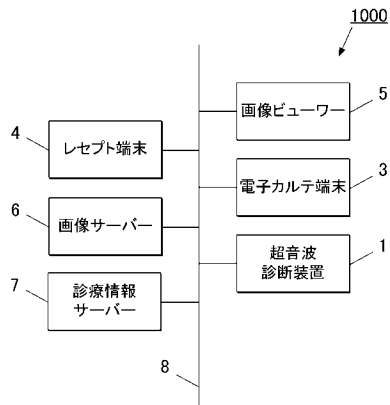 1000
画像ビューワー
5
4
レセプト端末
電子カルテ端末
3
6
画像サーバー
超音波
診断装置
1
7
診療情報
サーバー
8